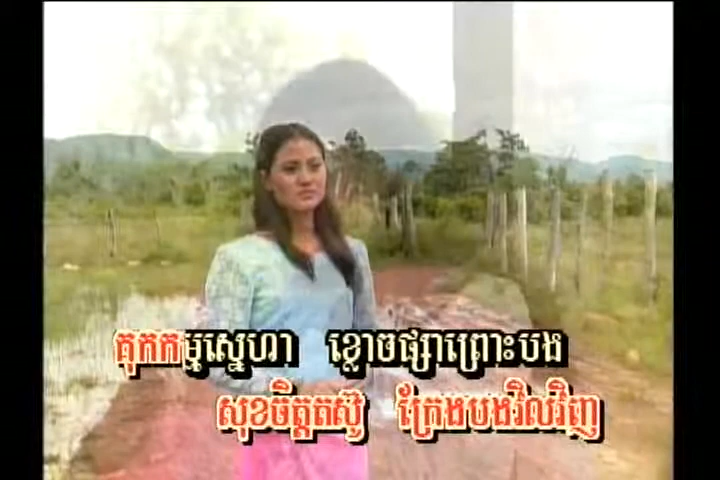 គុកកម្មស្នេហា ខ្លោចផ្សាព្រោះបង
សុខចិត្តតស៊ូ ក្រែងបងវិលវិញ